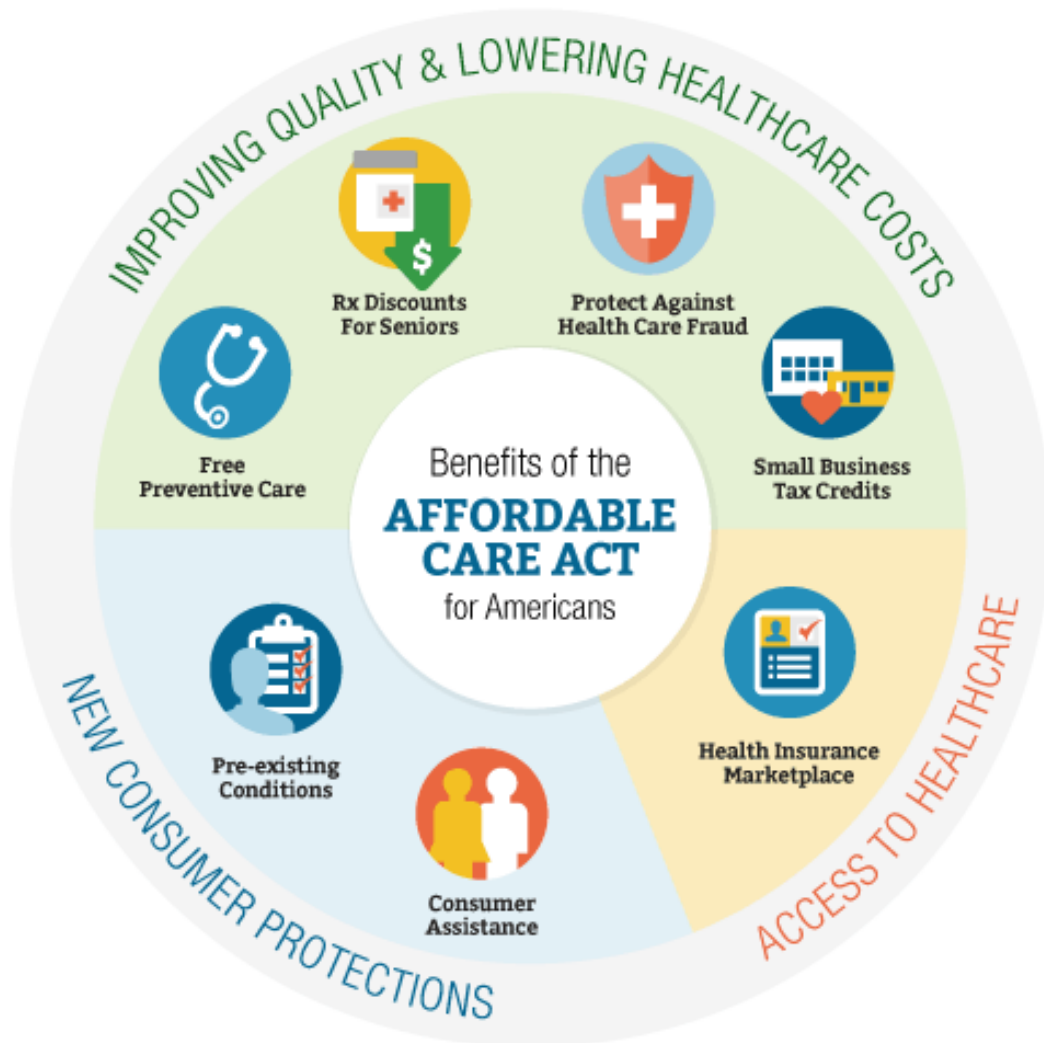 IMPROVING QUALITY & LOWERING HEALTHCARE COSTS
Rx Discounts
For Seniors
Protect Against
Health Care Fraud
Free
Preventive Care
Small Business
Tax Credits
Benefits of the
AFFORDABLE
CARE ACT
for Americans
Pre-existing
Conditions
Consumer
Assistance
Health Insurance
Marketplace
NEW CONSUMER PROTECTIONS
ACCESS TO HEALTHCARE
$